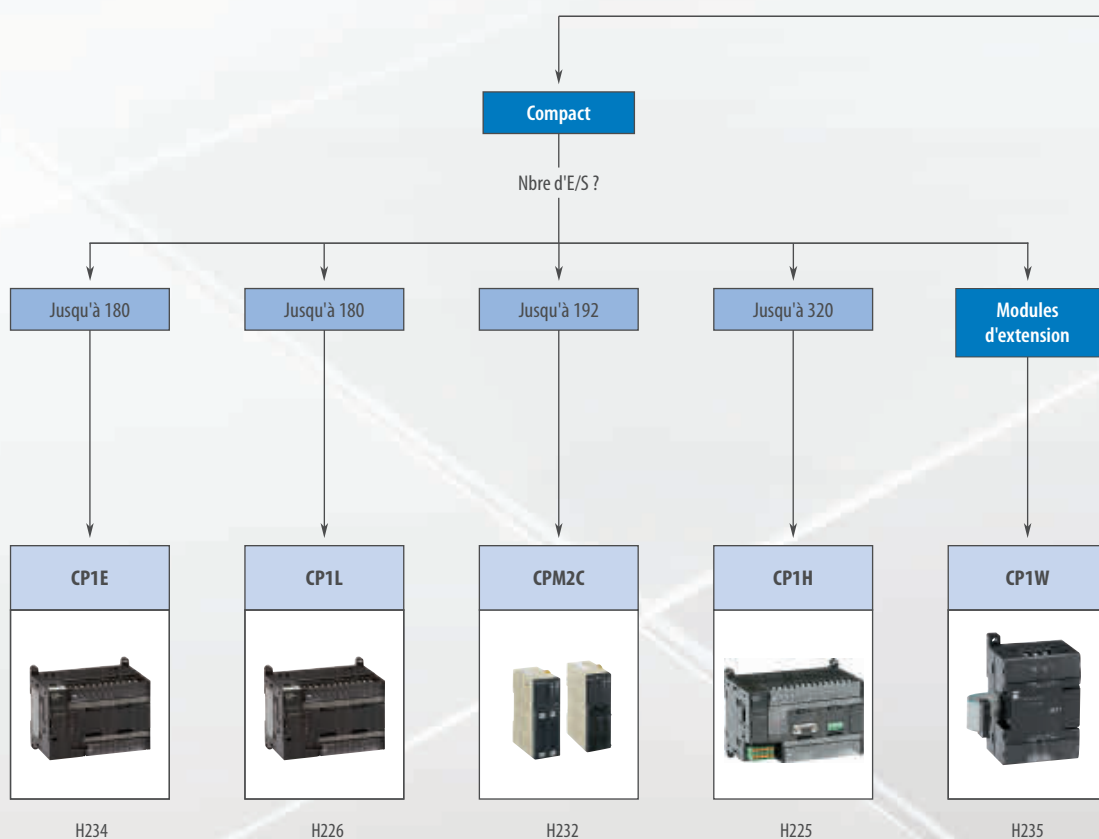 Compact
Nbre d'E/S ?
Jusqu'à 180
Jusqu'à 180
Jusqu'à 192
Jusqu'à 320
Modules
d'extension
CP1E
CP1L
CPM2C
CP1H
CP1W
H234
H226
H232
H225
H235